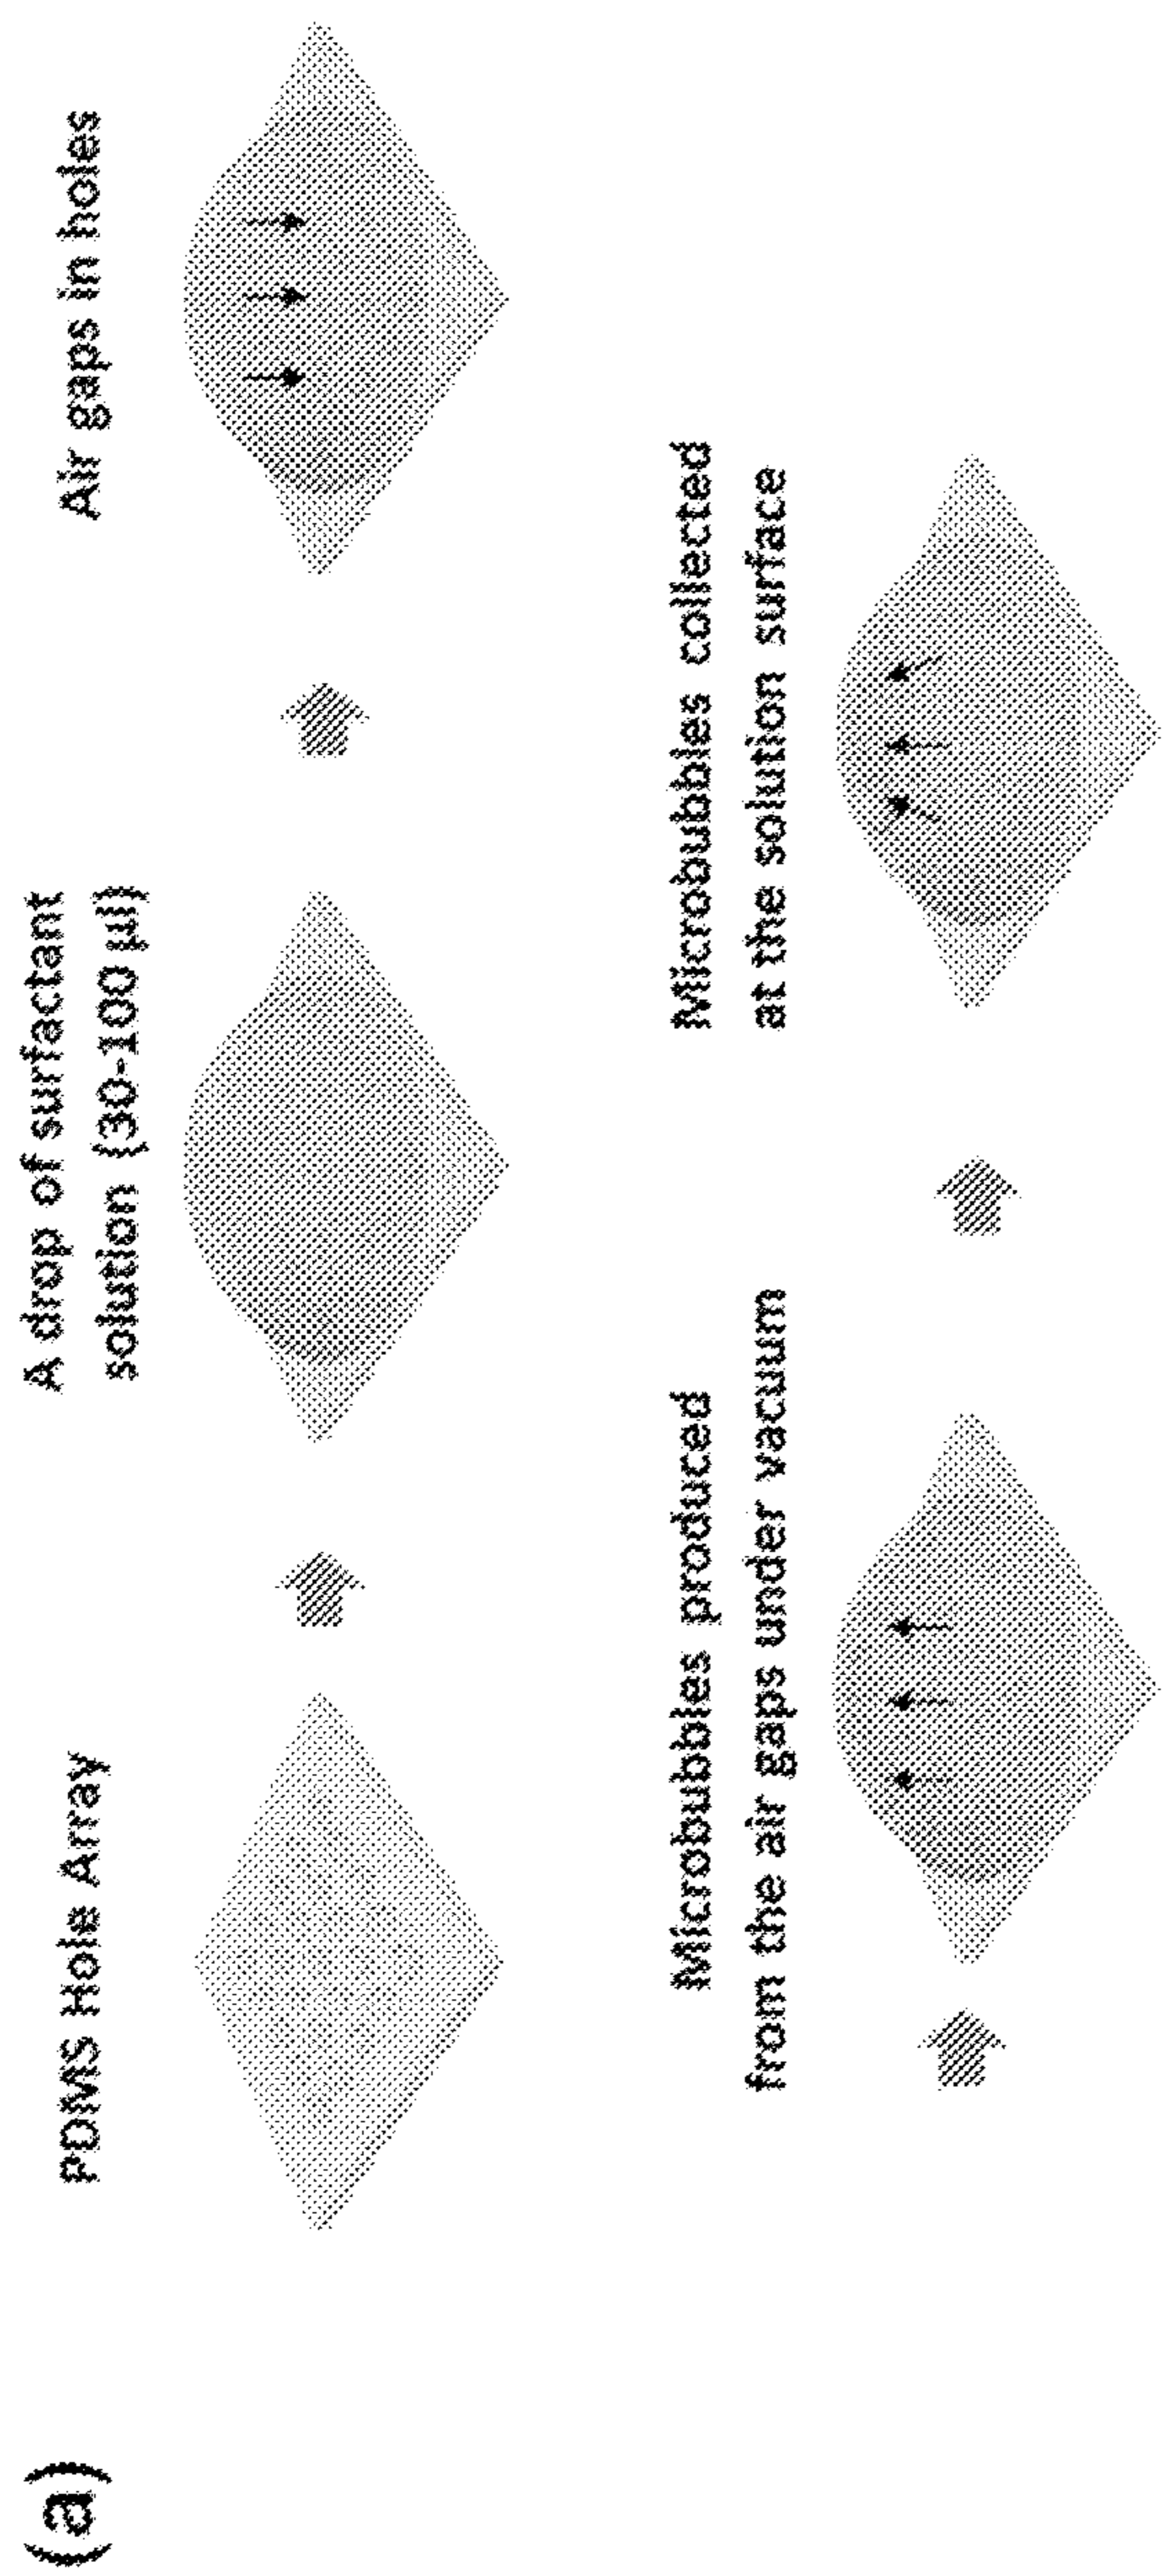 (a)
PDMS Hole Array
A drop of surfactant
solution (30-100 µl)
Air gaps in holes
Microbubbles produced
from the air gaps under vacuum
Microbubbles collected
at the solution surface